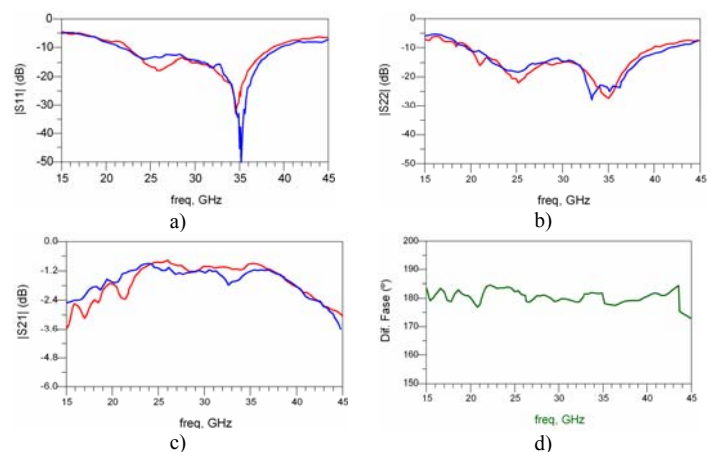 0
-10
-20
-30
-40
-50
|S11| (dB)
15 20 25 30 35 40 45
freq, GHz
a)
0
-10
-20
-30
-40
-50
|S22| (dB)
15 20 25 30 35 40 45
freq, GHz
b)
0.0
-1.2
-2.4
-3.6
-4.8
-6.0
|S21| (dB)
15 20 25 30 35 40 45
freq, GHz
c)
200
190
180
170
160
150
Dif. Fase (º)
15 20 25 30 35 40 45
freq, GHz
d)